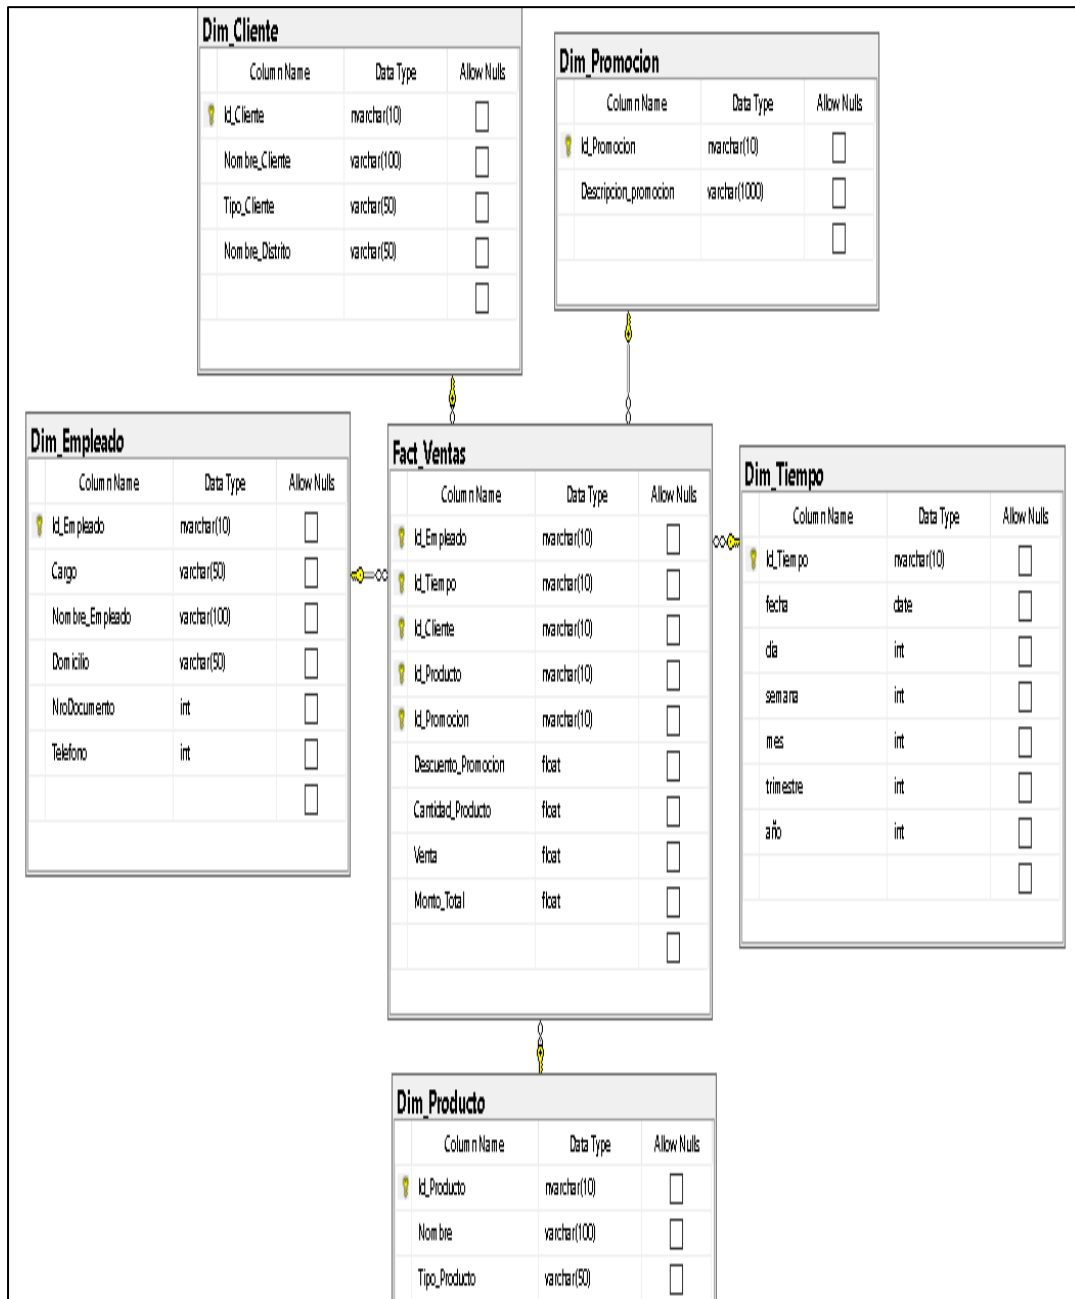 Dim_Cliente
Column Name Data Type Allow Nulls
Id_Cliente nvarchar(10)
Nombre_Cliente varchar(100)
Tipo_Cliente varchar(50)
Nombre_Distrito varchar(50)
Dim_Promocion
Column Name Data Type Allow Nulls
Id_Promocion nvarchar(10)
Descripcion_promocion varchar(1000)
Dim_Empleado
Column Name Data Type Allow Nulls
Id_Empleado nvarchar(10)
Cargo varchar(50)
Nombre_Empleado varchar(100)
Domicilio varchar(50)
NroDocumento int
Telefono int
Fact_Ventas
Column Name Data Type Allow Nulls
Id_Empleado nvarchar(10)
Id_Tiempo nvarchar(10)
Id_Cliente nvarchar(10)
Id_Producto nvarchar(10)
Id_Promocion nvarchar(10)
Descuento_Promocion float
Cantidad_Producto float
Venta float
Monto_Total float
Dim_Tiempo
Column Name Data Type Allow Nulls
Id_Tiempo nvarchar(10)
fecha date
dia int
semana int
mes int
trimestre int
año int
Dim_Producto
Column Name Data Type Allow Nulls
Id_Producto nvarchar(10)
Nombre varchar(100)
Tipo_Producto varchar(50)